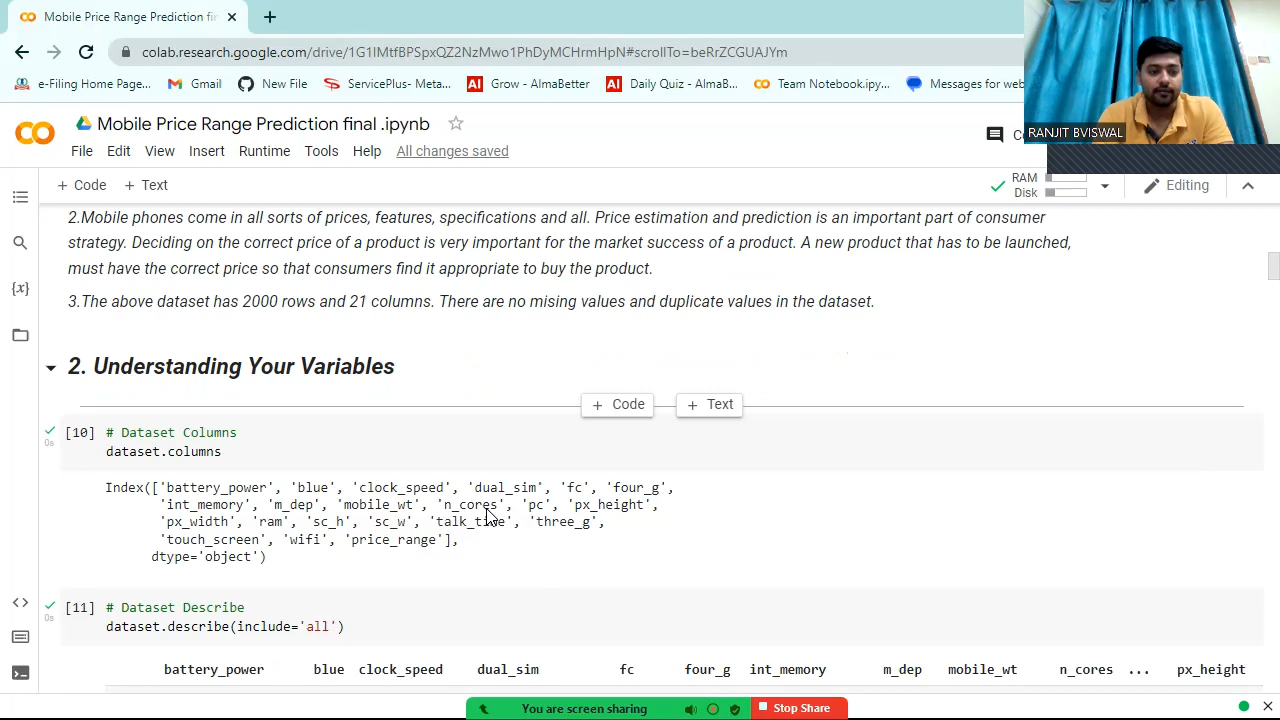 Mobile Price Range Prediction fin
colab.research.google.com/drive/1G1IMtfBPSpxQZ2NzMwo1PhDyMCHrmHpN#scrollTo=beRrZCGUAJYm
e-Filing Home Pag... Gmail New File ServicePlus- Meta... AI Grow - AlmaBetter AI Daily Quiz - AlmaB... Team Notebook.ipy... Messages for web
RANJIT BVISWAL
Mobile Price Range Prediction final .ipynb
File Edit View Insert Runtime Tools Help All changes saved
+ Code + Text RAM Disk Editing
2.Mobile phones come in all sorts of prices, features, specifications and all. Price estimation and prediction is an important part of consumer
strategy. Deciding on the correct price of a product is very important for the market success of a product. A new product that has to be launched,
must have the correct price so that consumers find it appropriate to buy the product.
3.The above dataset has 2000 rows and 21 columns. There are no mising values and duplicate values in the dataset.
2. Understanding Your Variables
+ Code + Text
[10] # Dataset Columns
0s dataset.columns
Index(['battery_power', 'blue', 'clock_speed', 'dual_sim', 'fc', 'four_g',
'int_memory', 'm_dep', 'mobile_wt', 'n_cores', 'pc', 'px_height',
'px_width', 'ram', 'sc_h', 'sc_w', 'talk_time', 'three_g',
'touch_screen', 'wifi', 'price_range'],
dtype='object')
[11] # Dataset Describe
0s dataset.describe(include='all')
battery_power blue clock_speed dual_sim fc four_g int_memory m_dep mobile_wt n_cores ... px_height
You are screen sharing Stop Share